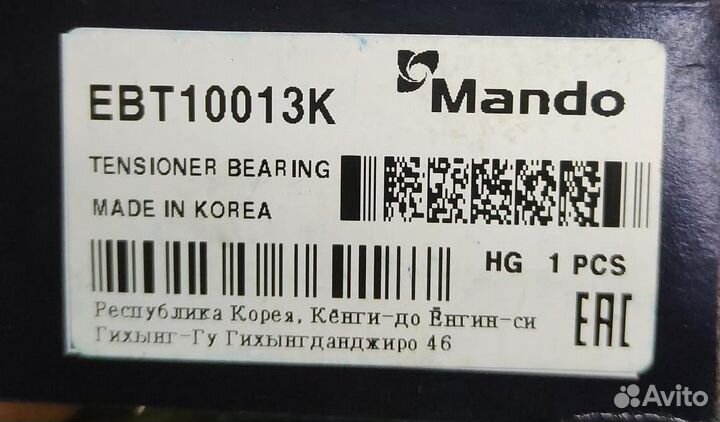 Mando
EBT10013K
TENSIONER BEARING
MADE IN KOREA
HG 1 PCS
Республика Корея, Кёнги-до Ёнгин-си
Гихынг-Гу Гихынгданджиро 46
EAC
Avito